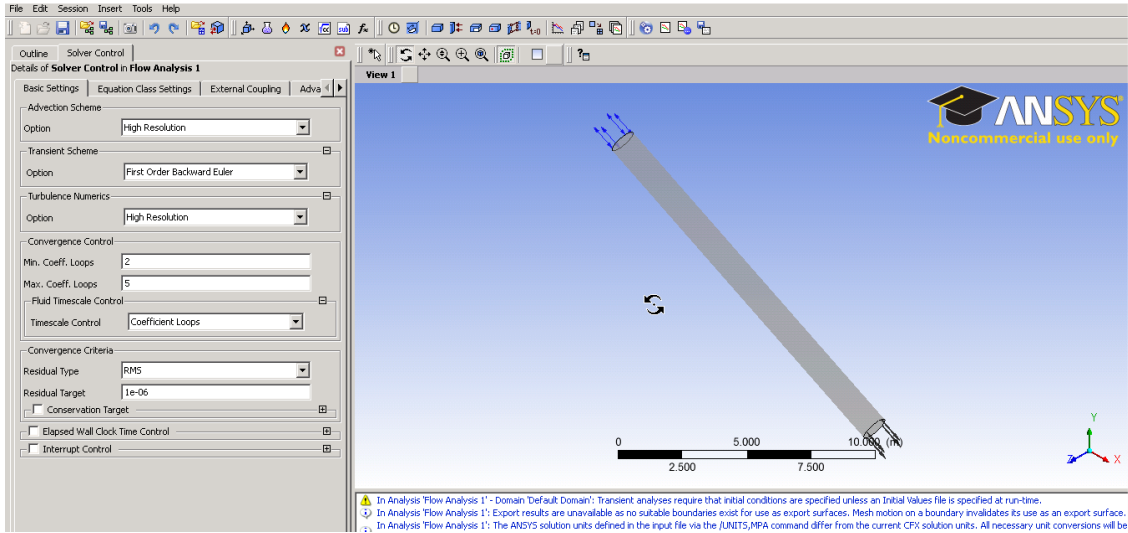 File Edit Session Insert Tools Help
Outline Solver Control
Details of Solver Control in Flow Analysis 1
Basic Settings Equation Class Settings External Coupling Adva
Advection Scheme
Option High Resolution
Transient Scheme
Option First Order Backward Euler
Turbulence Numerics
Option High Resolution
Convergence Control
Min. Coeff. Loops 2
Max. Coeff. Loops 5
Fluid Timescale Control
Timescale Control Coefficient Loops
Convergence Criteria
Residual Type RMS
Residual Target 1e-06
Conservation Target
Elapsed Wall Clock Time Control
Interrupt Control
View 1
ANSYS
Noncommercial use only
0 5.000 10.000 (m)
2.500 7.500
Y
Z X
In Analysis 'Flow Analysis 1' - Domain 'Default Domain': Transient analyses require that initial conditions are specified unless an Initial Values file is specified at run-time.
In Analysis 'Flow Analysis 1': Export results are unavailable as no suitable boundaries exist for use as export surfaces. Mesh motion on a boundary invalidates its use as an export surface.
In Analysis 'Flow Analysis 1': The ANSYS solution units defined in the input file via the /UNITS,MPA command differ from the current CFX solution units. All necessary unit conversions will be